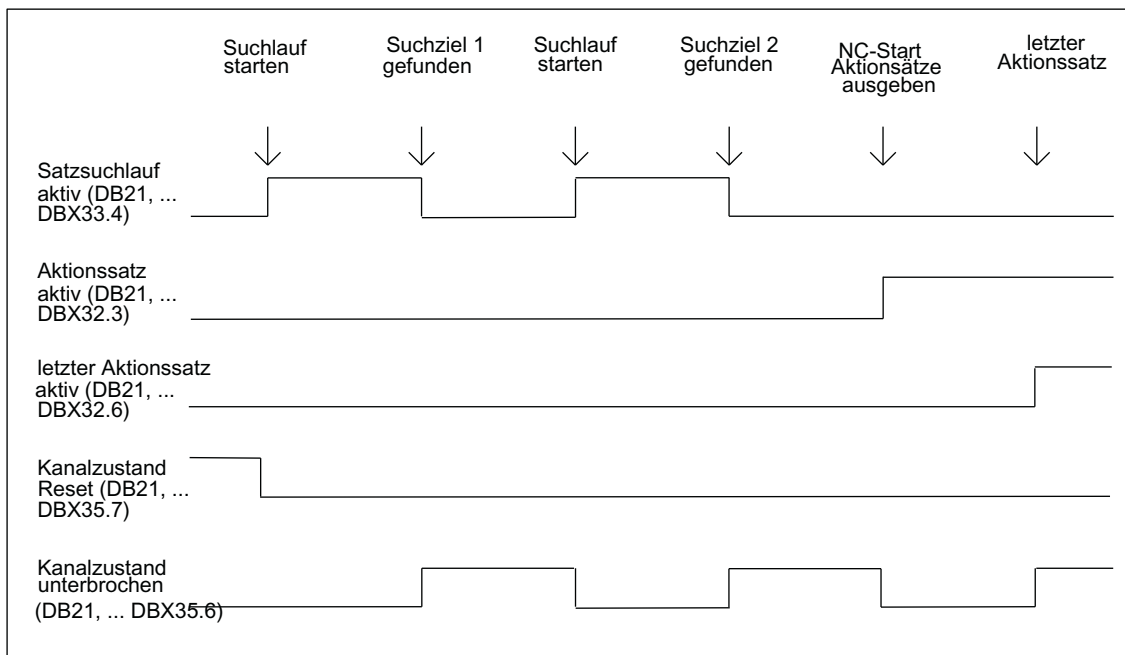 Suchlauf
starten
Suchziel 1
gefunden
Suchlauf
starten
Suchziel 2
gefunden
NC-Start
Aktionsätze
ausgeben
letzter
Aktionssatz
Satzsuchlauf
aktiv (DB21, ...
DBX33.4)
Aktionssatz
aktiv (DB21, ...
DBX32.3)
letzter Aktionssatz
aktiv (DB21, ...
DBX32.6)
Kanalzustand
Reset (DB21, ...
DBX35.7)
Kanalzustand
unterbrochen
(DB21, ... DBX35.6)